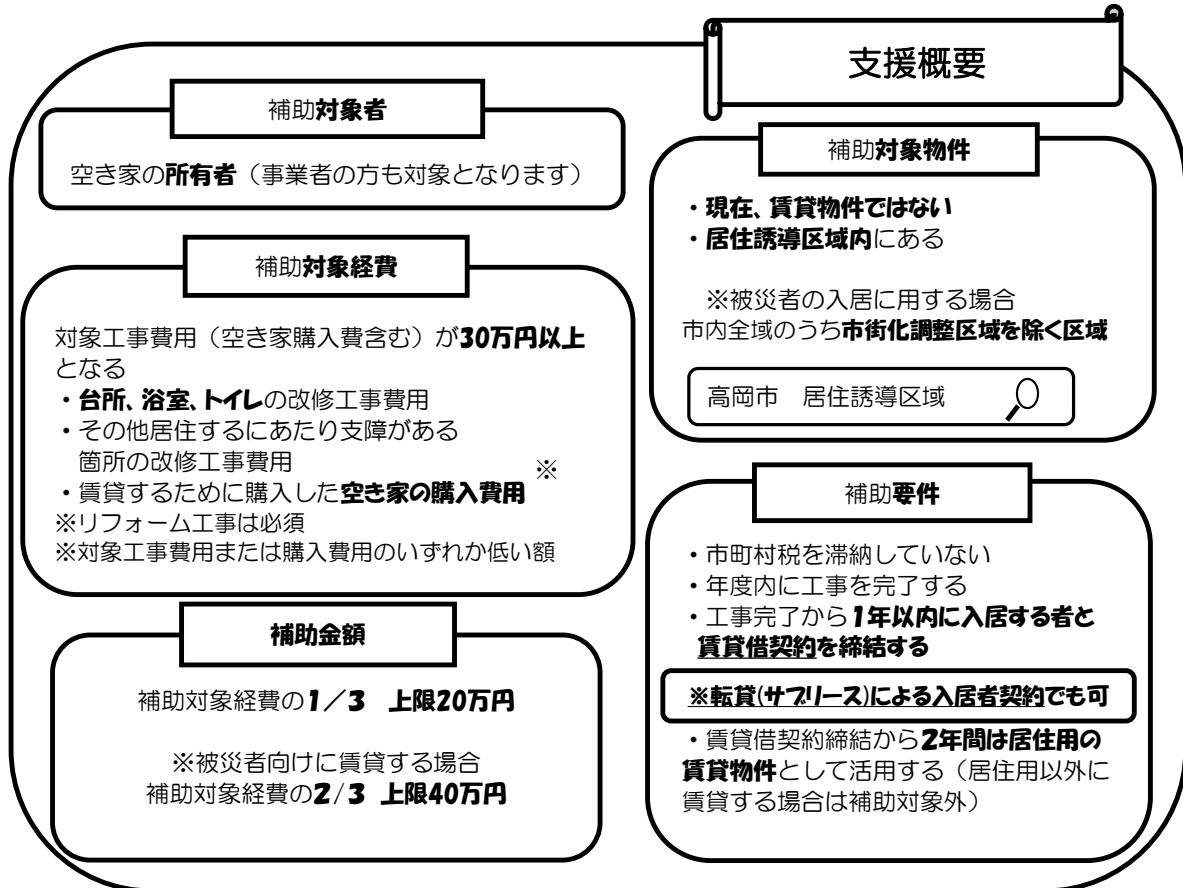 支援概要
補助対象者
空き家の所有者（事業者の方も対象となります）
補助対象経費
対象工事費用（空き家購入費含む）が30万円以上
となる
・台所、浴室、トイレの改修工事費用
・その他居住するにあたり支障がある
箇所の改修工事費用
・賃貸するために購入した空き家の購入費用※
※リフォーム工事は必須
※対象工事費用または購入費用のいずれか低い額
補助金額
補助対象経費の1／3 上限20万円
※被災者向けに賃貸する場合
補助対象経費の2/3 上限40万円
補助対象物件
・現在、賃貸物件ではない
・居住誘導区域内にある
※被災者の入居に用する場合
市内全域のうち市街化調整区域を除く区域
高岡市 居住誘導区域
補助要件
・市町村税を滞納していない
・年度内に工事を完了する
・工事完了から1年以内に入居する者と
賃貸借契約を締結する
※転貸(サブリース)による入居者契約でも可
・賃貸借契約締結から2年間は居住用の
賃貸物件として活用する（居住用以外に
賃貸する場合は補助対象外）